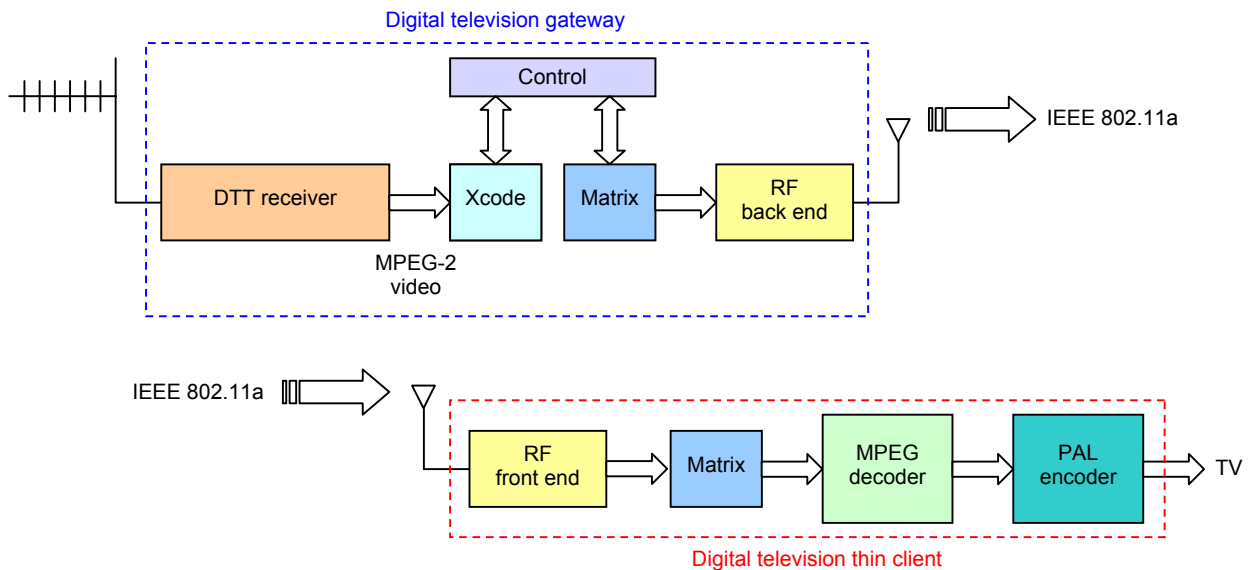 Digital television gateway
Control
IEEE 802.11a
DTT receiver
Xcode
Matrix
RF
back end
MPEG-2
video
IEEE 802.11a
RF
front end
Matrix
MPEG
decoder
PAL
encoder
TV
Digital television thin client